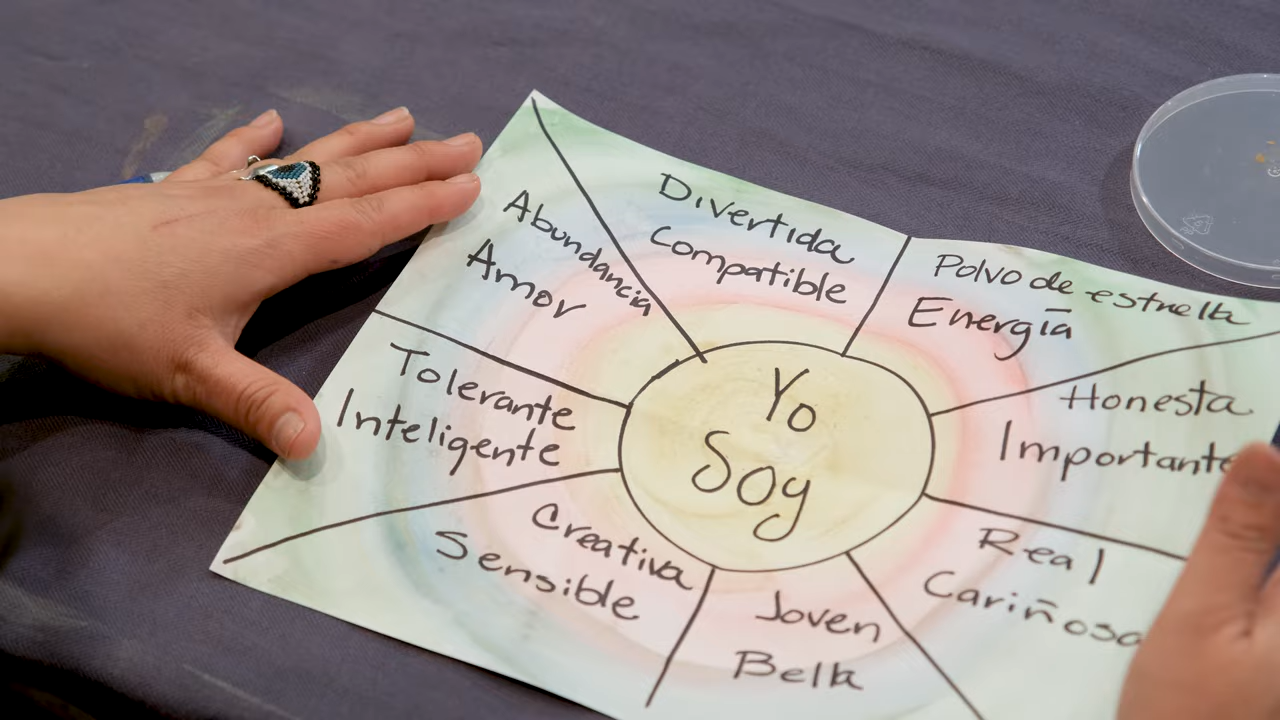 Yo
Soy
Divertida
Compatible
Polvo de estrella
Energía
Honesta
Importante
Real
Cariñosa
Joven
Bella
Creativa
Sensible
Tolerante
Inteligente
Abundancia
Amor